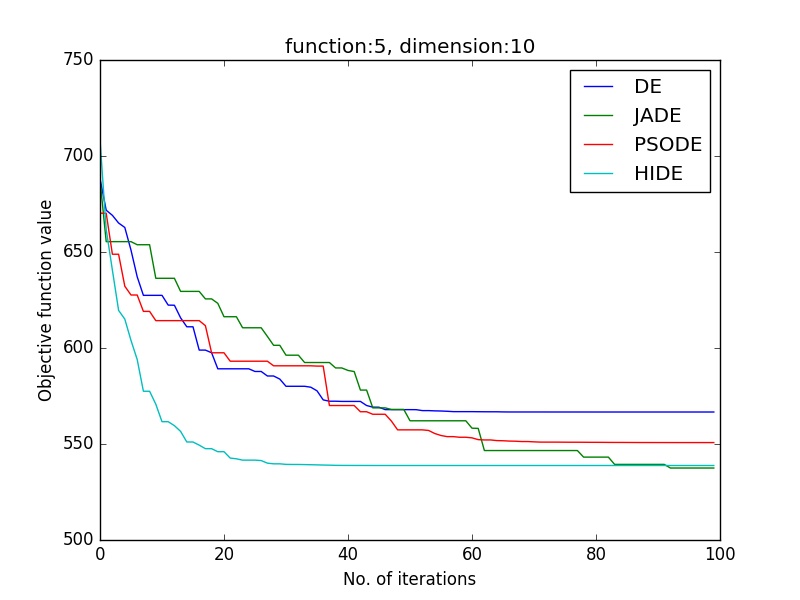 function:5, dimension:10
750
700
650
600
550
500
Objective function value
DE
JADE
PSODE
HIDE
0
20
40
60
80
100
No. of iterations